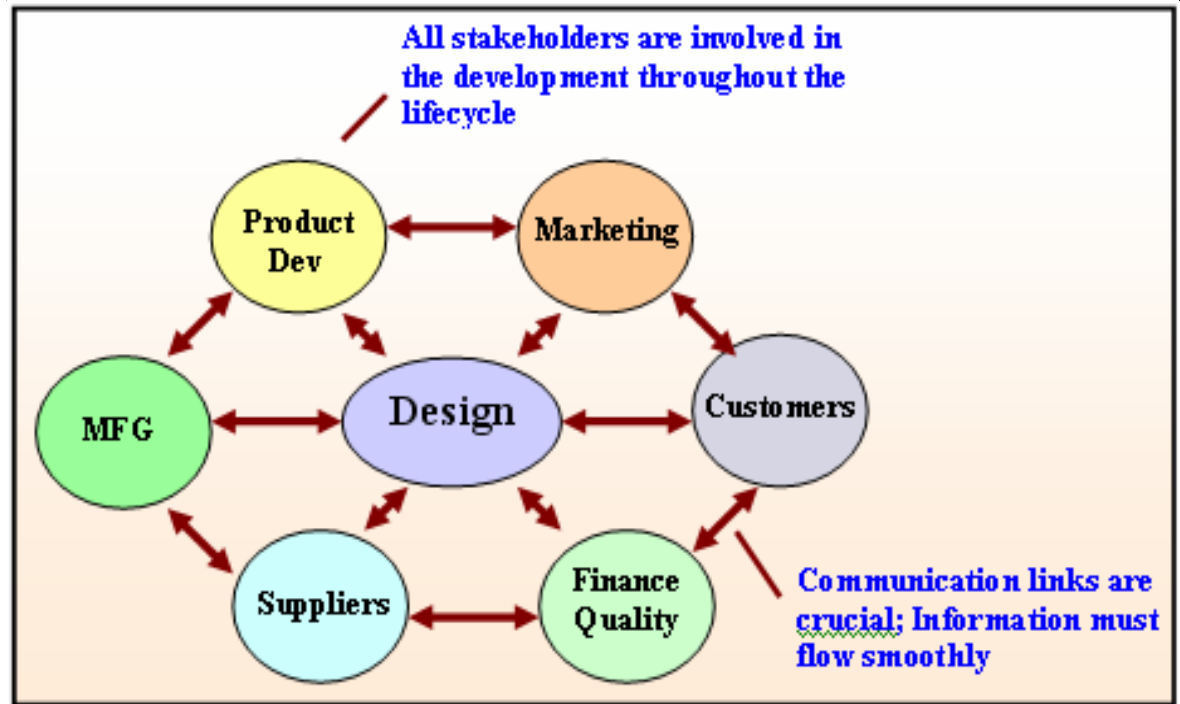 All stakeholders are involved in
the development throughout the
lifecycle
Product
Dev
Marketing
MFG
Design
Customers
Suppliers
Finance
Quality
Communication links are
crucial; Information must
flow smoothly